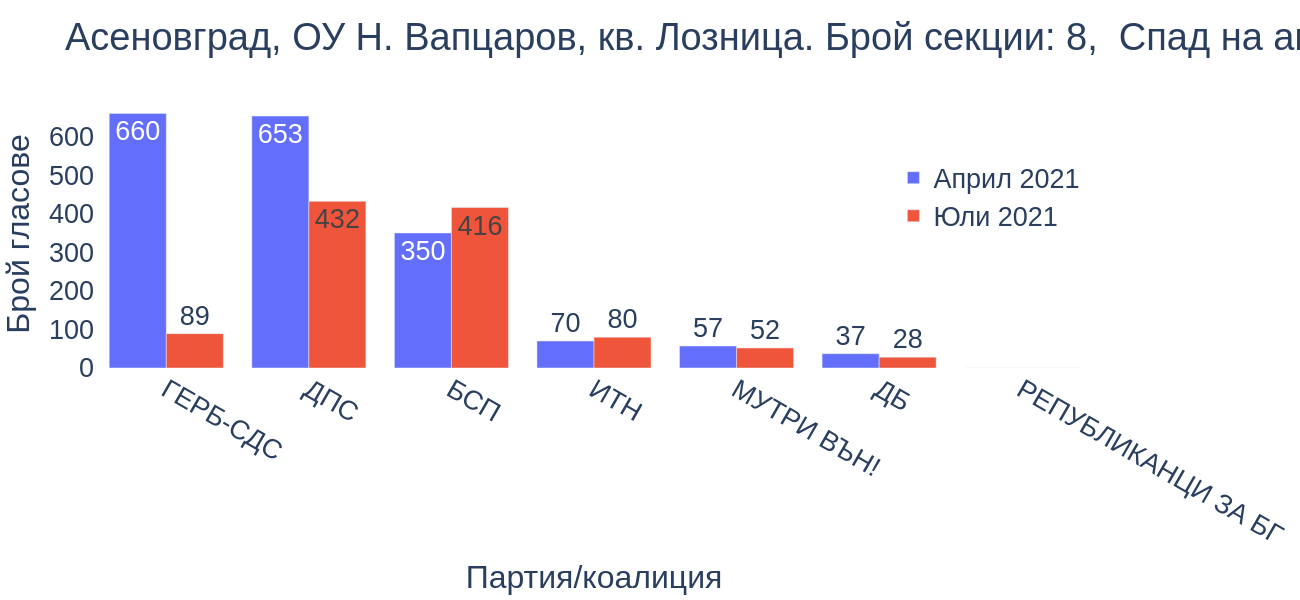 Асеновград, ОУ Н. Вапцаров, кв. Лозница. Брой секции: 8, Спад на
Брой гласове
600
500
400
300
200
100
0
660
89
653
432
350
416
70
80
57
52
37
28
Април 2021
Юли 2021
ГЕРБ-СДС
ДПС
БСП
ИТН
МУТРИ ВЪН!
ДБ
РЕПУБЛИКАНЦИ ЗА БГ
Партия/коалиция